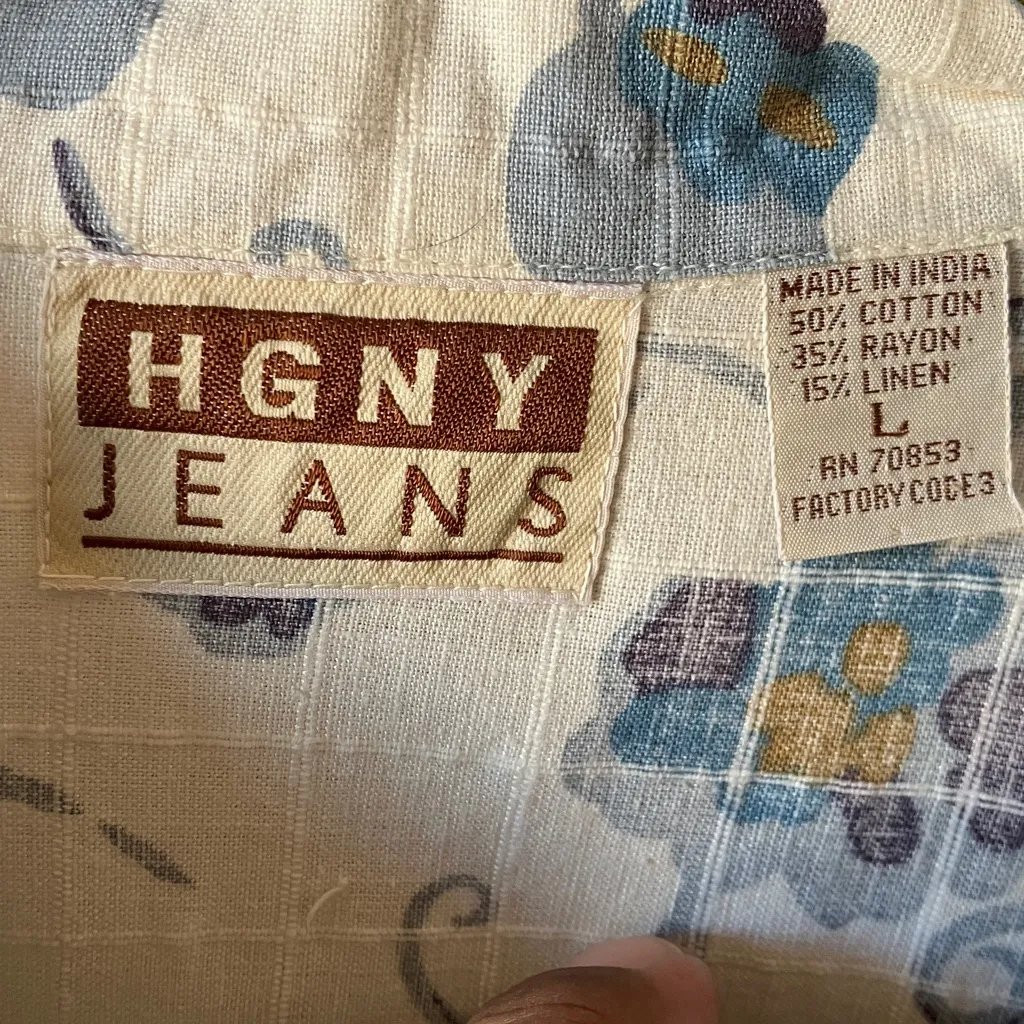 HGNY
JEANS
MADE IN INDIA
50% COTTON
35% RAYON
15% LINEN
L
RN 70853
FACTORY CODE 3